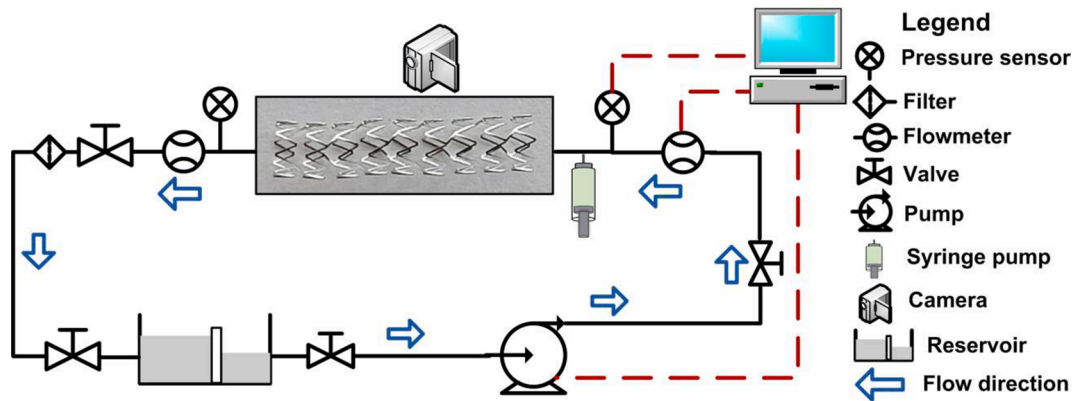 Legend
Pressure sensor
Filter
Flowmeter
Valve
Pump
Syringe pump
Camera
Reservoir
Flow direction